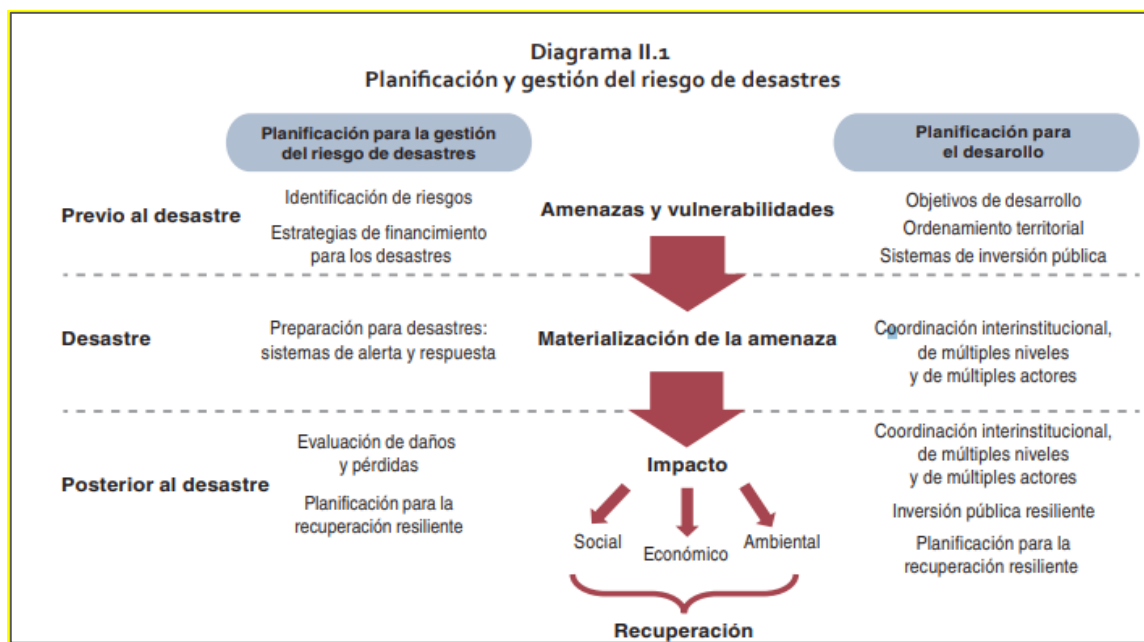 Diagrama II.1
Planificación y gestión del riesgo de desastres
Planificación para la gestión
del riesgo de desastres
Planificación para
el desarollo
Previo al desastre
Identificación de riesgos
Estrategias de financimiento
para los desastres
Amenazas y vulnerabilidades
Objetivos de desarrollo
Ordenamiento territorial
Sistemas de inversión pública
Desastre
Preparación para desastres:
sistemas de alerta y respuesta
Materialización de la amenaza
Coordinación interinstitucional,
de múltiples niveles
y de múltiples actores
Posterior al desastre
Evaluación de daños
y pérdidas
Planificación para la
recuperación resiliente
Impacto
Social
Económico
Ambiental
Recuperación
Coordinación interinstitucional,
de múltiples niveles
y de múltiples actores
Inversión pública resiliente
Planificación para la
recuperación resiliente